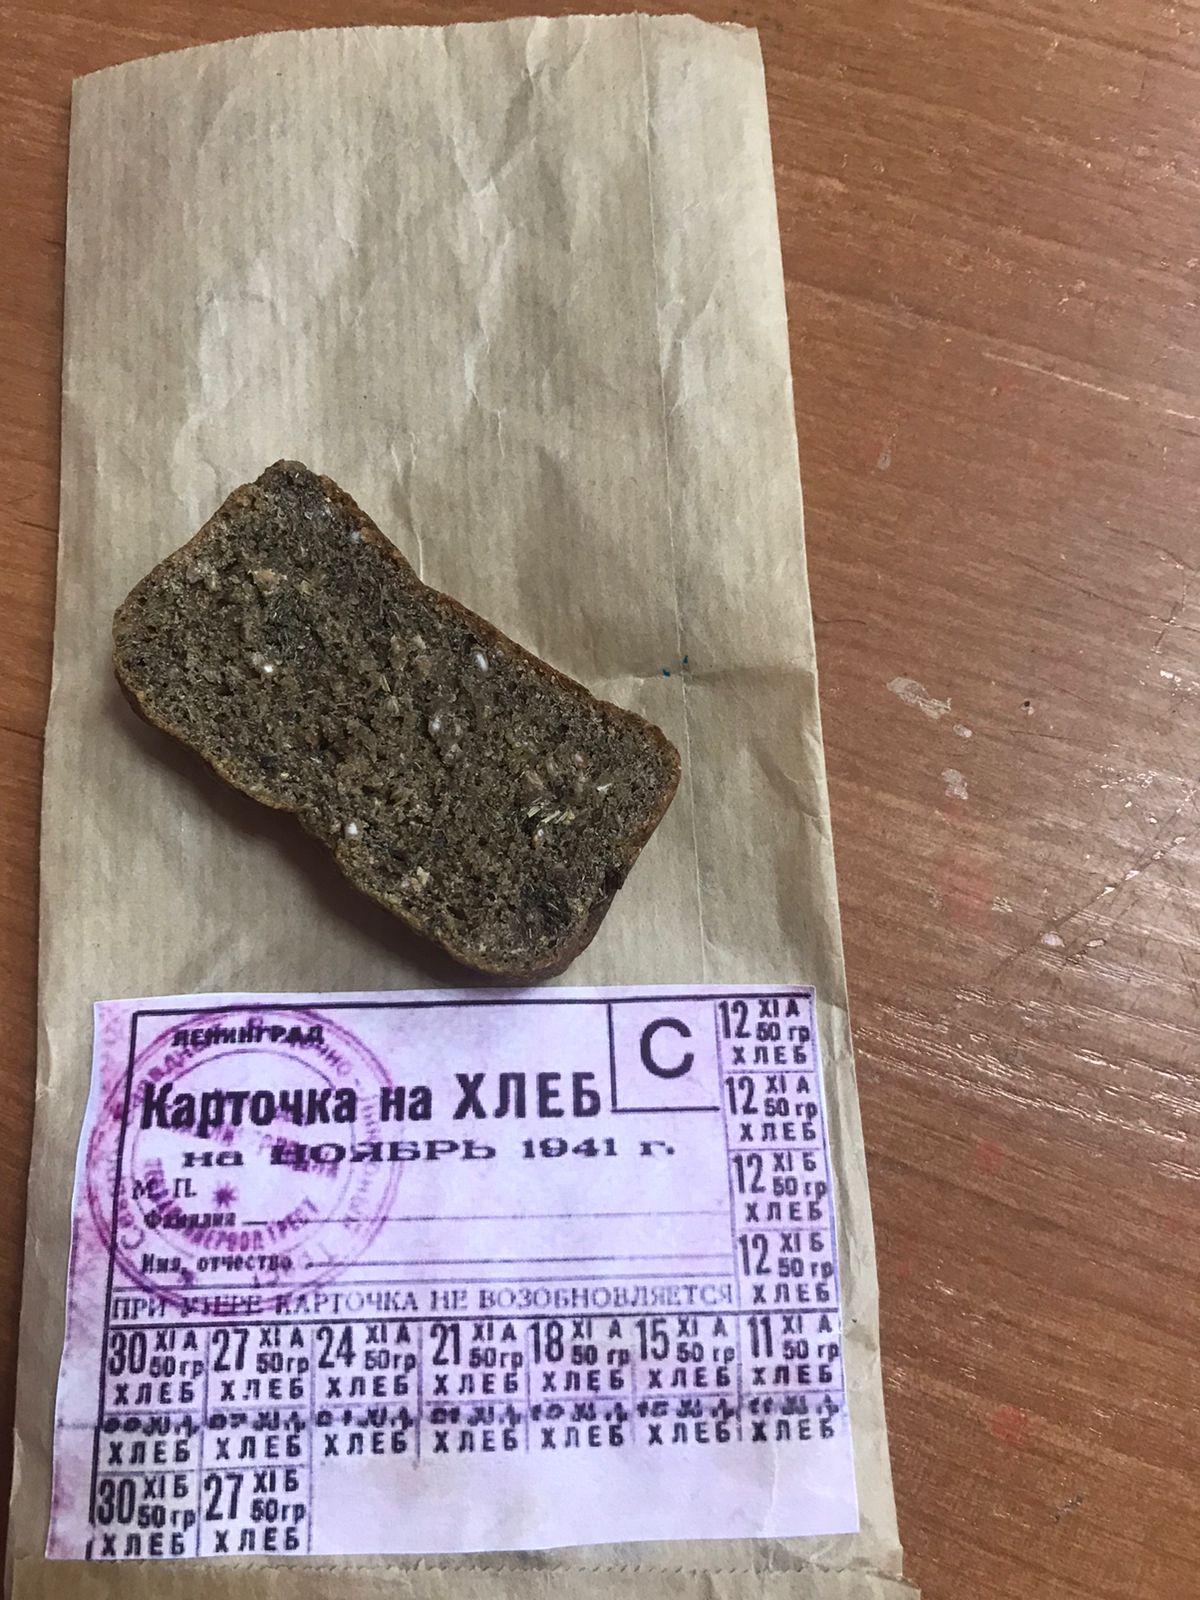 ЛЕНИНГРАД
С
Карточка на ХЛЕБ
на НОЯБРЬ 1941 г.
М. П.
Фамилия
Имя, отчество
ПРИ УТЕРЕ КАРТОЧКА НЕ ВОЗОБНОВЛЯЕТСЯ
12 XI А 50 гр ХЛЕБ
12 XI А 50 гр ХЛЕБ
12 XI Б 50 гр ХЛЕБ
12 XI Б 50 гр ХЛЕБ
30 XI А 50 гр ХЛЕБ
27 XI А 50 гр ХЛЕБ
24 XI А 50 гр ХЛЕБ
21 XI А 50 гр ХЛЕБ
18 XI А 50 гр ХЛЕБ
15 XI А 50 гр ХЛЕБ
11 XI А 50 гр ХЛЕБ
ХЛЕБ ХЛЕБ ХЛЕБ ХЛЕБ ХЛЕБ ХЛЕБ ХЛЕБ
30 XI Б 50 гр ХЛЕБ
27 XI Б 50 гр ХЛЕБ